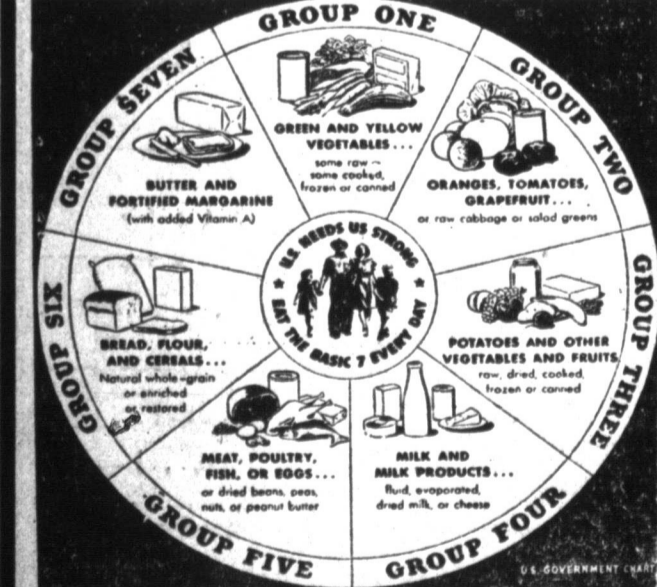 GROUP ONE
GREEN AND YELLOW
VEGETABLES...
some raw –
some cooked,
frozen or canned
GROUP TWO
ORANGES, TOMATOES,
GRAPEFRUIT...
or raw cabbage or salad greens
GROUP THREE
POTATOES AND OTHER
VEGETABLES AND FRUITS
raw, dried, cooked,
frozen or canned
GROUP FOUR
MILK AND
MILK PRODUCTS...
fluid, evaporated,
dried milk, or cheese
GROUP FIVE
MEAT, POULTRY,
FISH, OR EGGS...
or dried beans, peas,
nuts, or peanut butter
GROUP SIX
BREAD, FLOUR,
AND CEREALS...
Natural whole-grain
or enriched
or restored
GROUP SEVEN
BUTTER AND
FORTIFIED MARGARINE
(with added Vitamin A)
U.S. NEEDS US STRONG
EAT THE BASIC 7 EVERY DAY
U.S. GOVERNMENT CHART